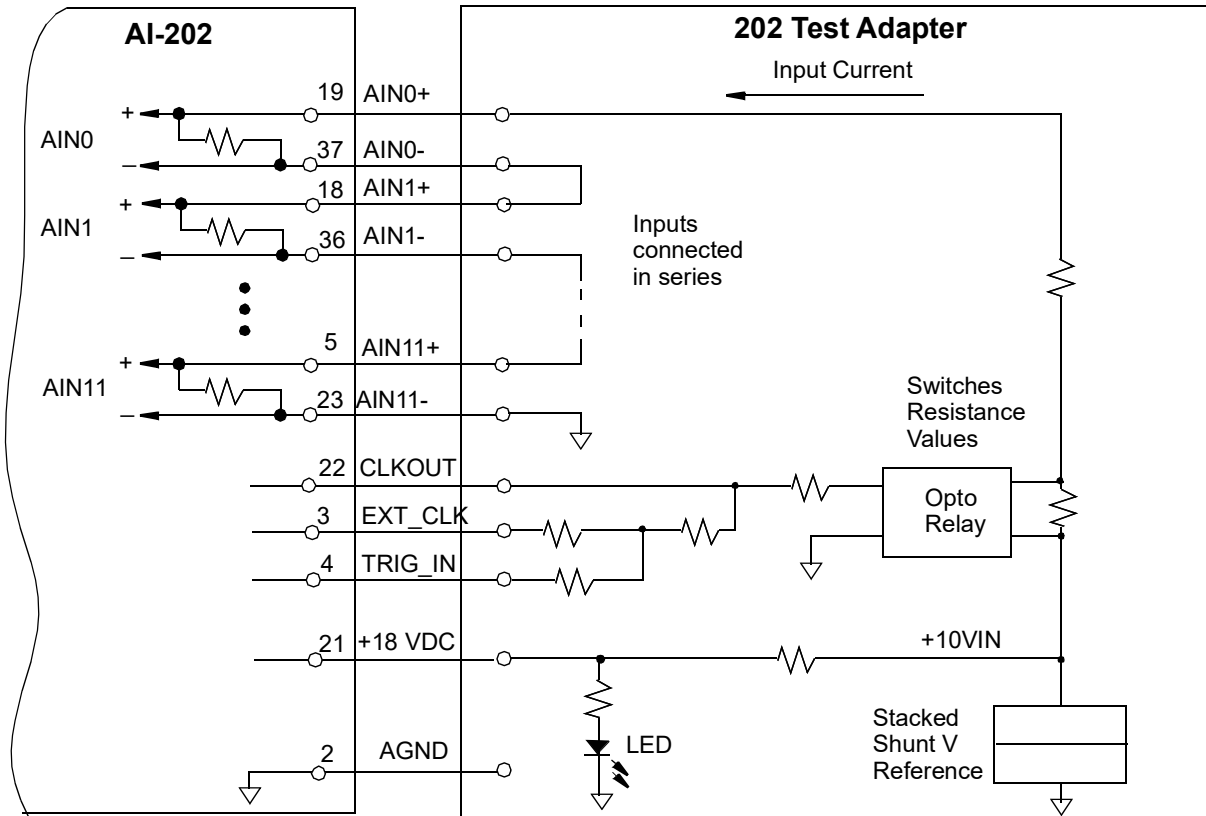 AI-202
202 Test Adapter
Input Current
19 AIN0+
+
AIN0
–
37 AIN0-
18 AIN1+
+
AIN1
–
36 AIN1-
Inputs
connected
in series
5 AIN11+
+
AIN11
–
23 AIN11-
Switches
Resistance
Values
22 CLKOUT
Opto
Relay
3 EXT_CLK
4 TRIG_IN
21 +18 VDC
+10VIN
Stacked
Shunt V
Reference
LED
2 AGND